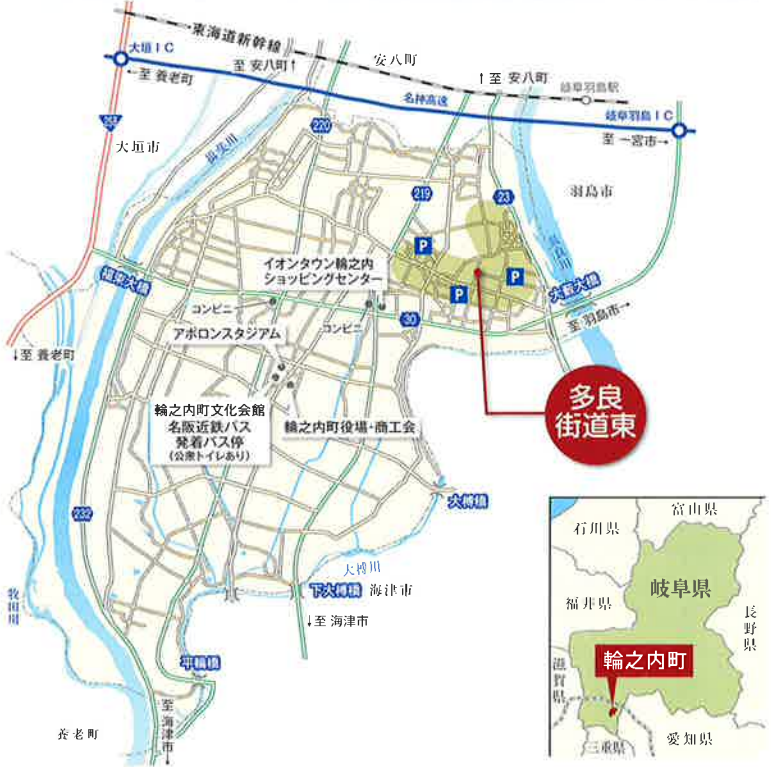 東海道新幹線
安八町
大垣IC
至 安八町↑
↑至 安八町
←至 養老町
岐阜羽島駅
名神高速
岐阜羽島IC
至 一宮市→
258
220
大垣市
揖斐川
219
23
羽島市
長良川
P
P
P
イオンタウン輪之内
ショッピングセンター
福束大橋
大藪大橋
コンビニ
コンビニ
30
至 羽島市→
アポロンスタジアム
↓至 養老町
多良
街道東
輪之内町文化会館
名阪近鉄バス
発着バス停
(公衆トイレあり)
輪之内町役場・商工会
大榑橋
232
大榑川
下大榑橋
海津市
牧田川
↓至 海津市
平輪橋
至 海津市→
養老町
富山県
石川県
岐阜県
福井県
長野県
輪之内町
滋賀県
愛知県
三重県